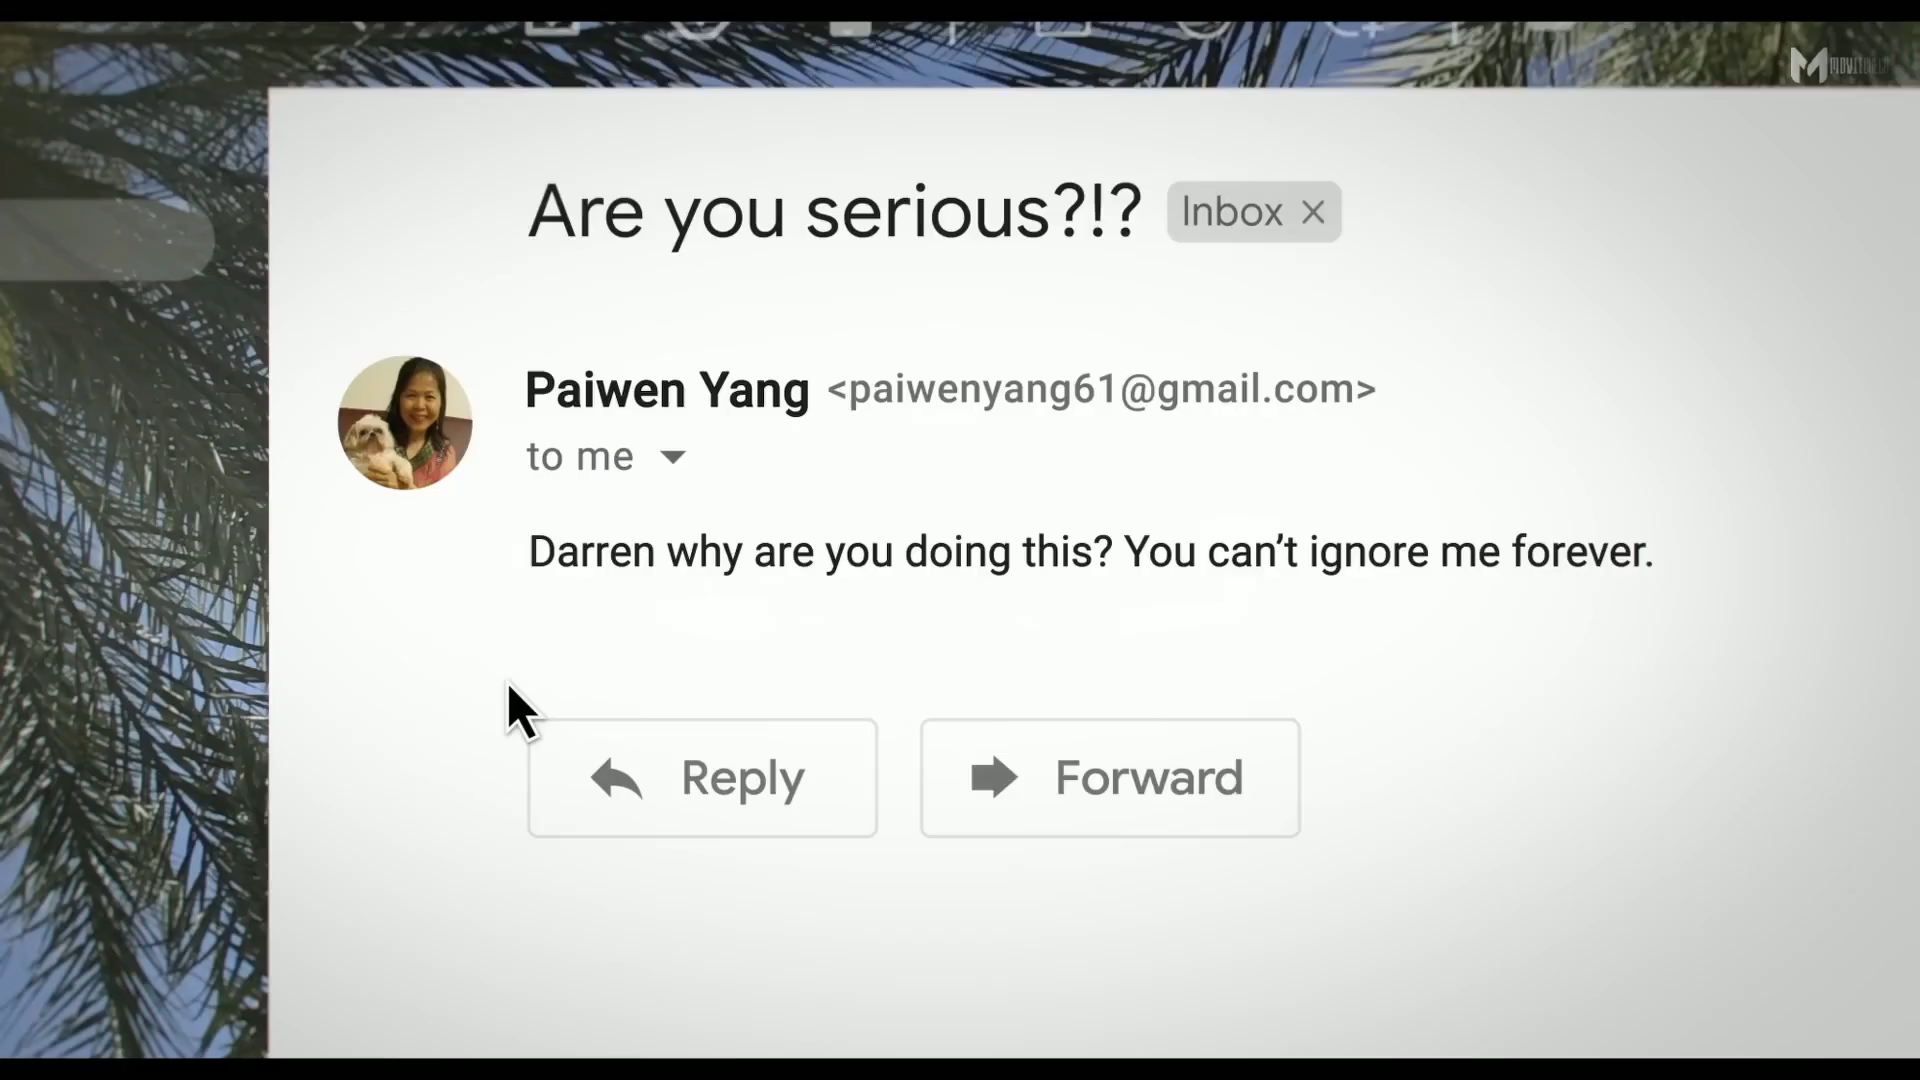 Are you serious?!? Inbox ×
Paiwen Yang <paiwenyang61@gmail.com>
to me
Darren why are you doing this? You can’t ignore me forever.
Reply
Forward